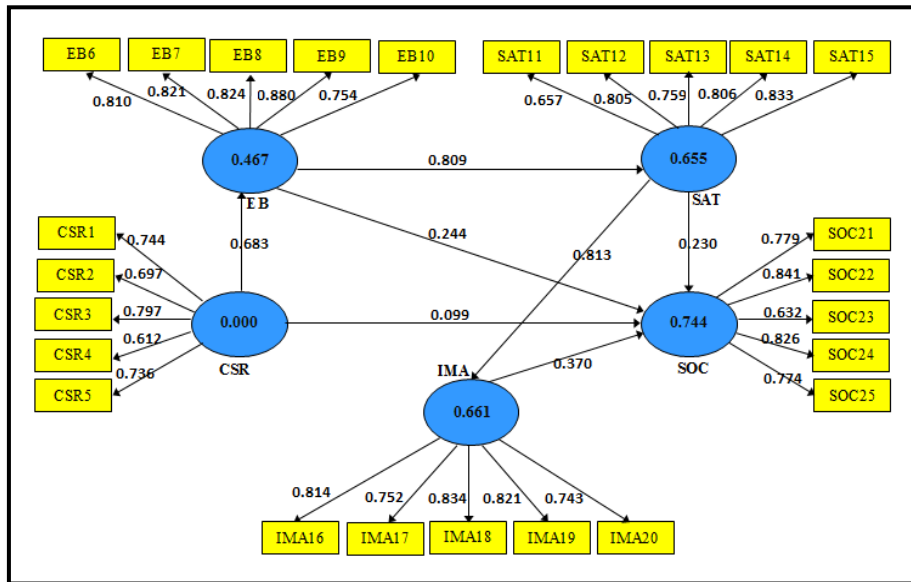 EB6 EB7 EB8 EB9 EB10 SAT11 SAT12 SAT13 SAT14 SAT15
0.810 0.821 0.824 0.880 0.754 0.657 0.805 0.759 0.806 0.833
0.467 0.809 0.655
EB SAT
CSR1 0.744 0.683 0.244 0.813 0.230 0.779 SOC21
CSR2 0.697 0.841 SOC22
CSR3 0.797 0.000 0.099 0.744 0.632 SOC23
CSR4 0.612 0.826 SOC24
CSR IMA 0.370 SOC
CSR5 0.736 0.774 SOC25
0.661
0.814 0.752 0.834 0.821 0.743
IMA16 IMA17 IMA18 IMA19 IMA20